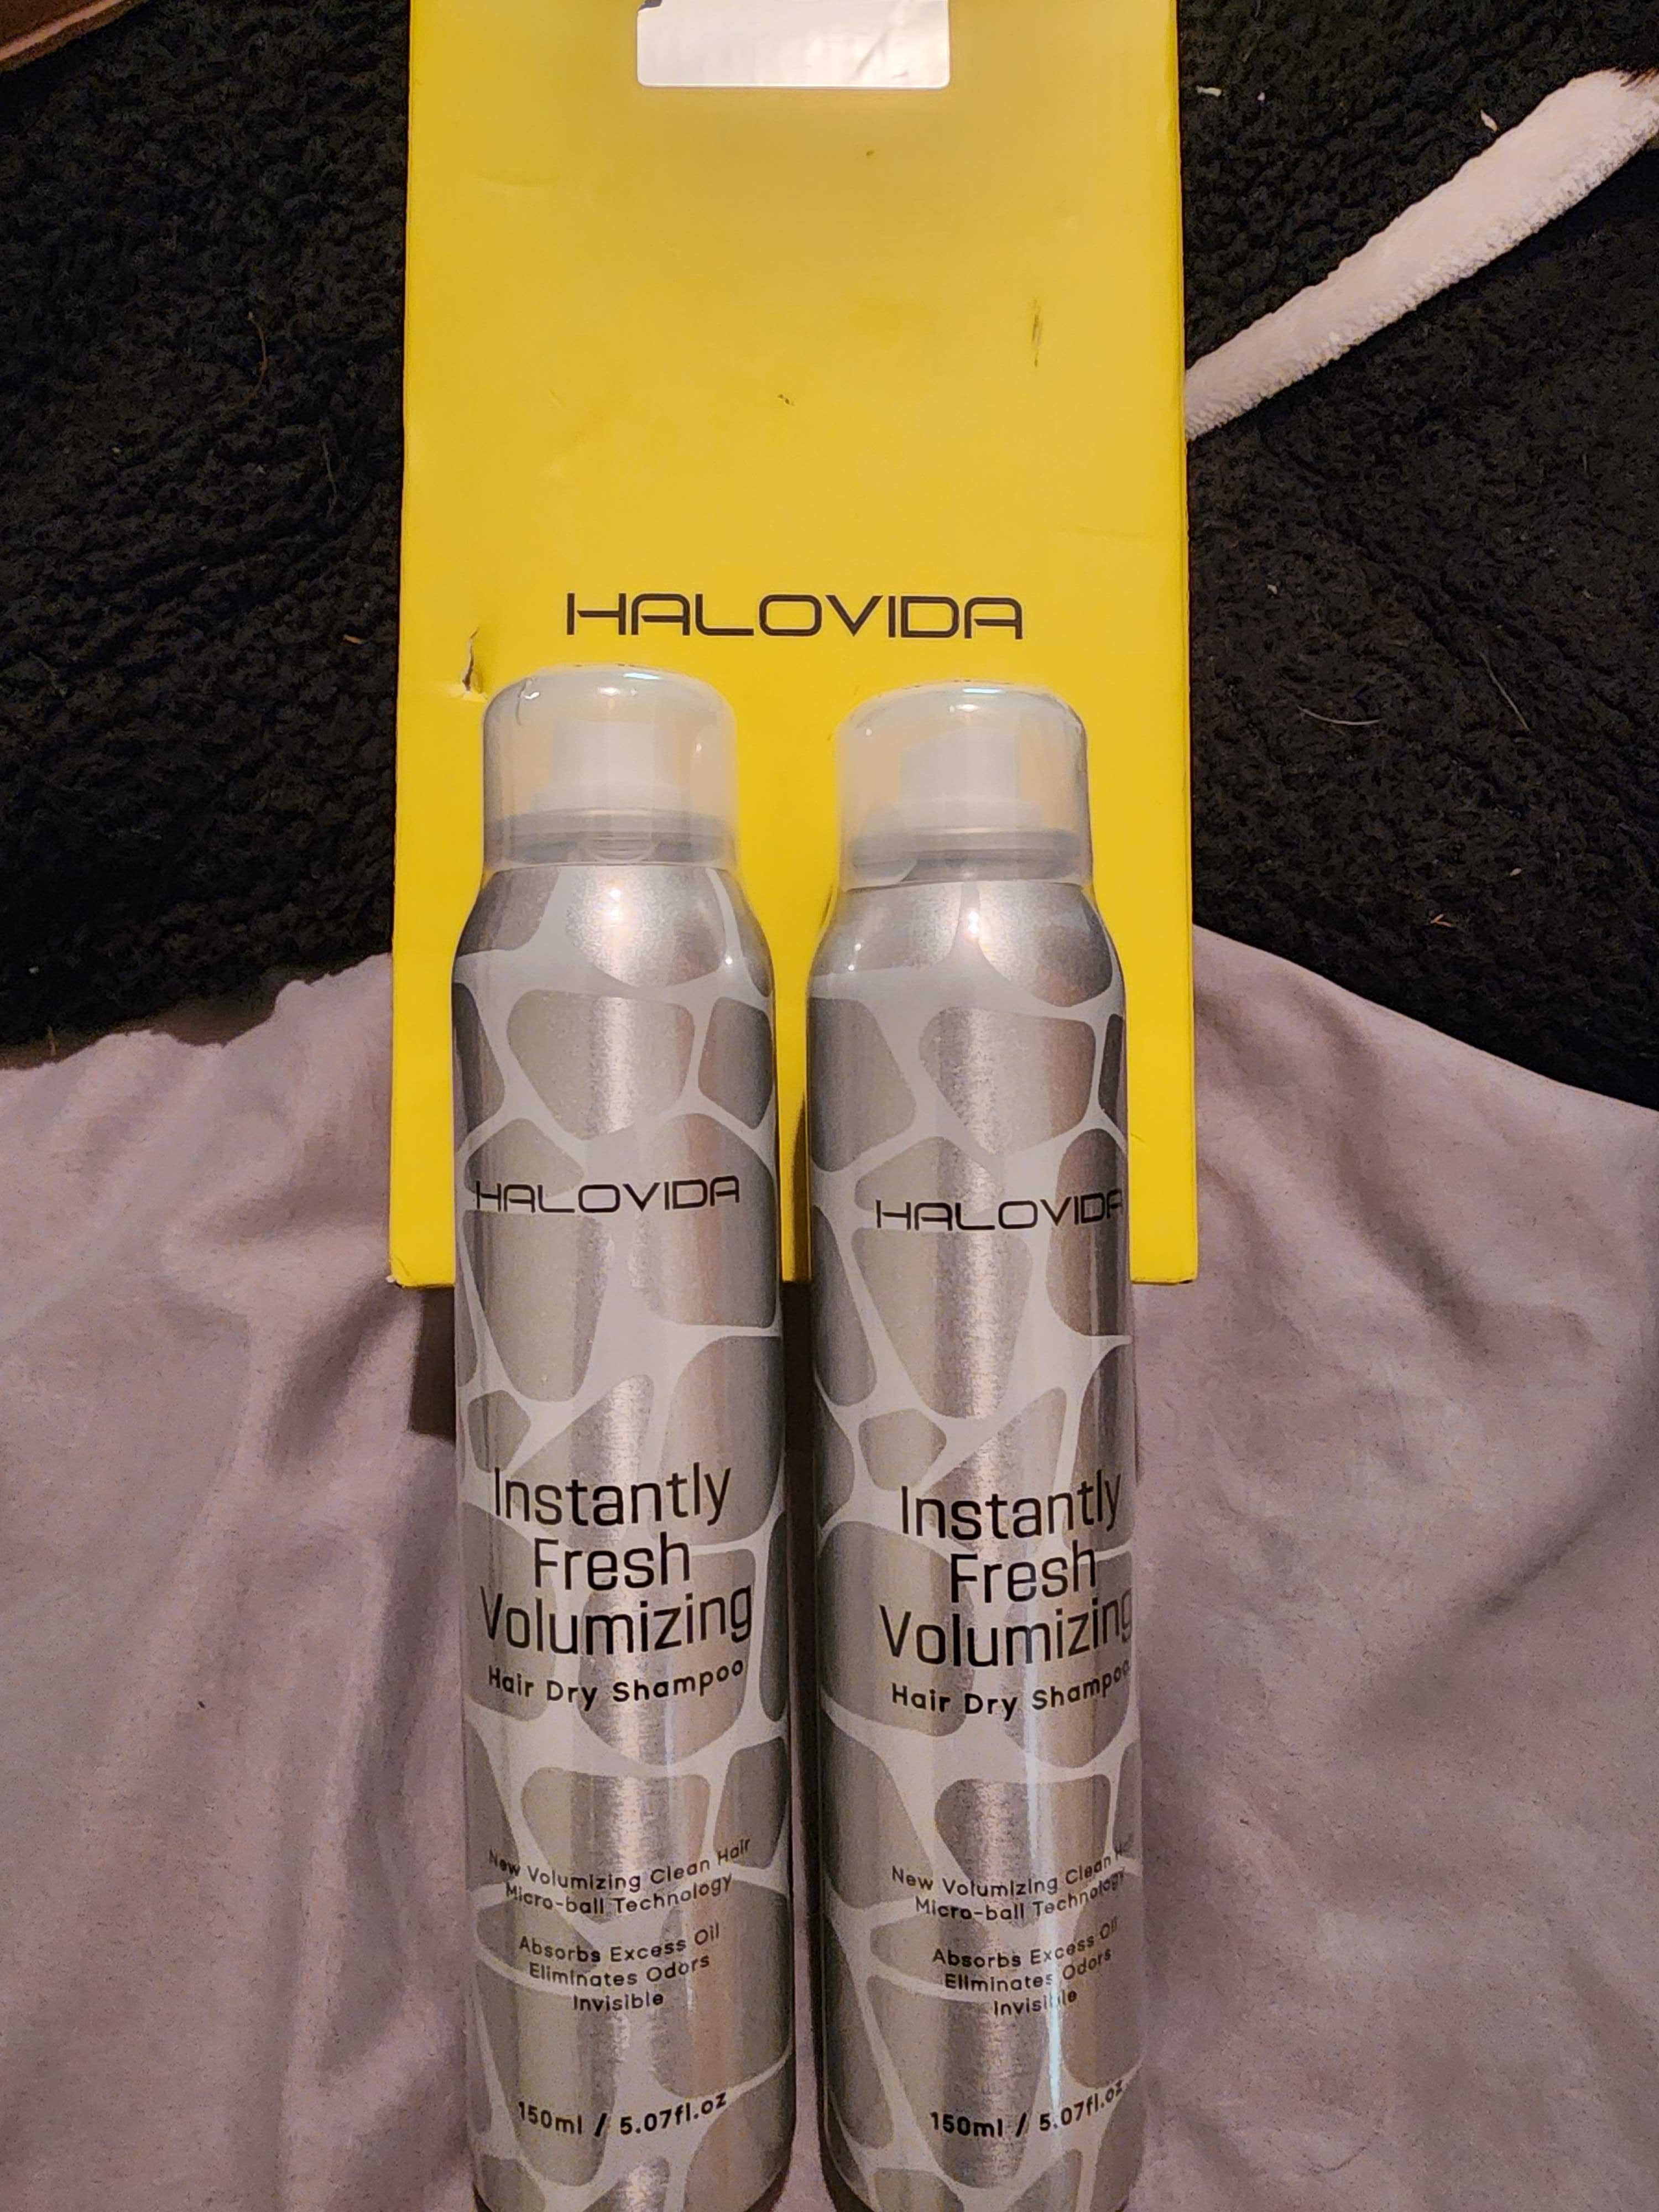 HALOVIDA
HALOVIDA
Instantly
Fresh
Volumizing
Hair Dry Shampoo
New Volumizing Clean Hair
Micro-ball Technology
Absorbs Excess Oil
Eliminates Odors
Invisible
150ml / 5.07fl.oz
HALOVIDA
Instantly
Fresh
Volumizing
Hair Dry Shampoo
New Volumizing Clean Hair
Micro-ball Technology
Absorbs Excess Oil
Eliminates Odors
Invisible
150ml / 5.07fl.oz